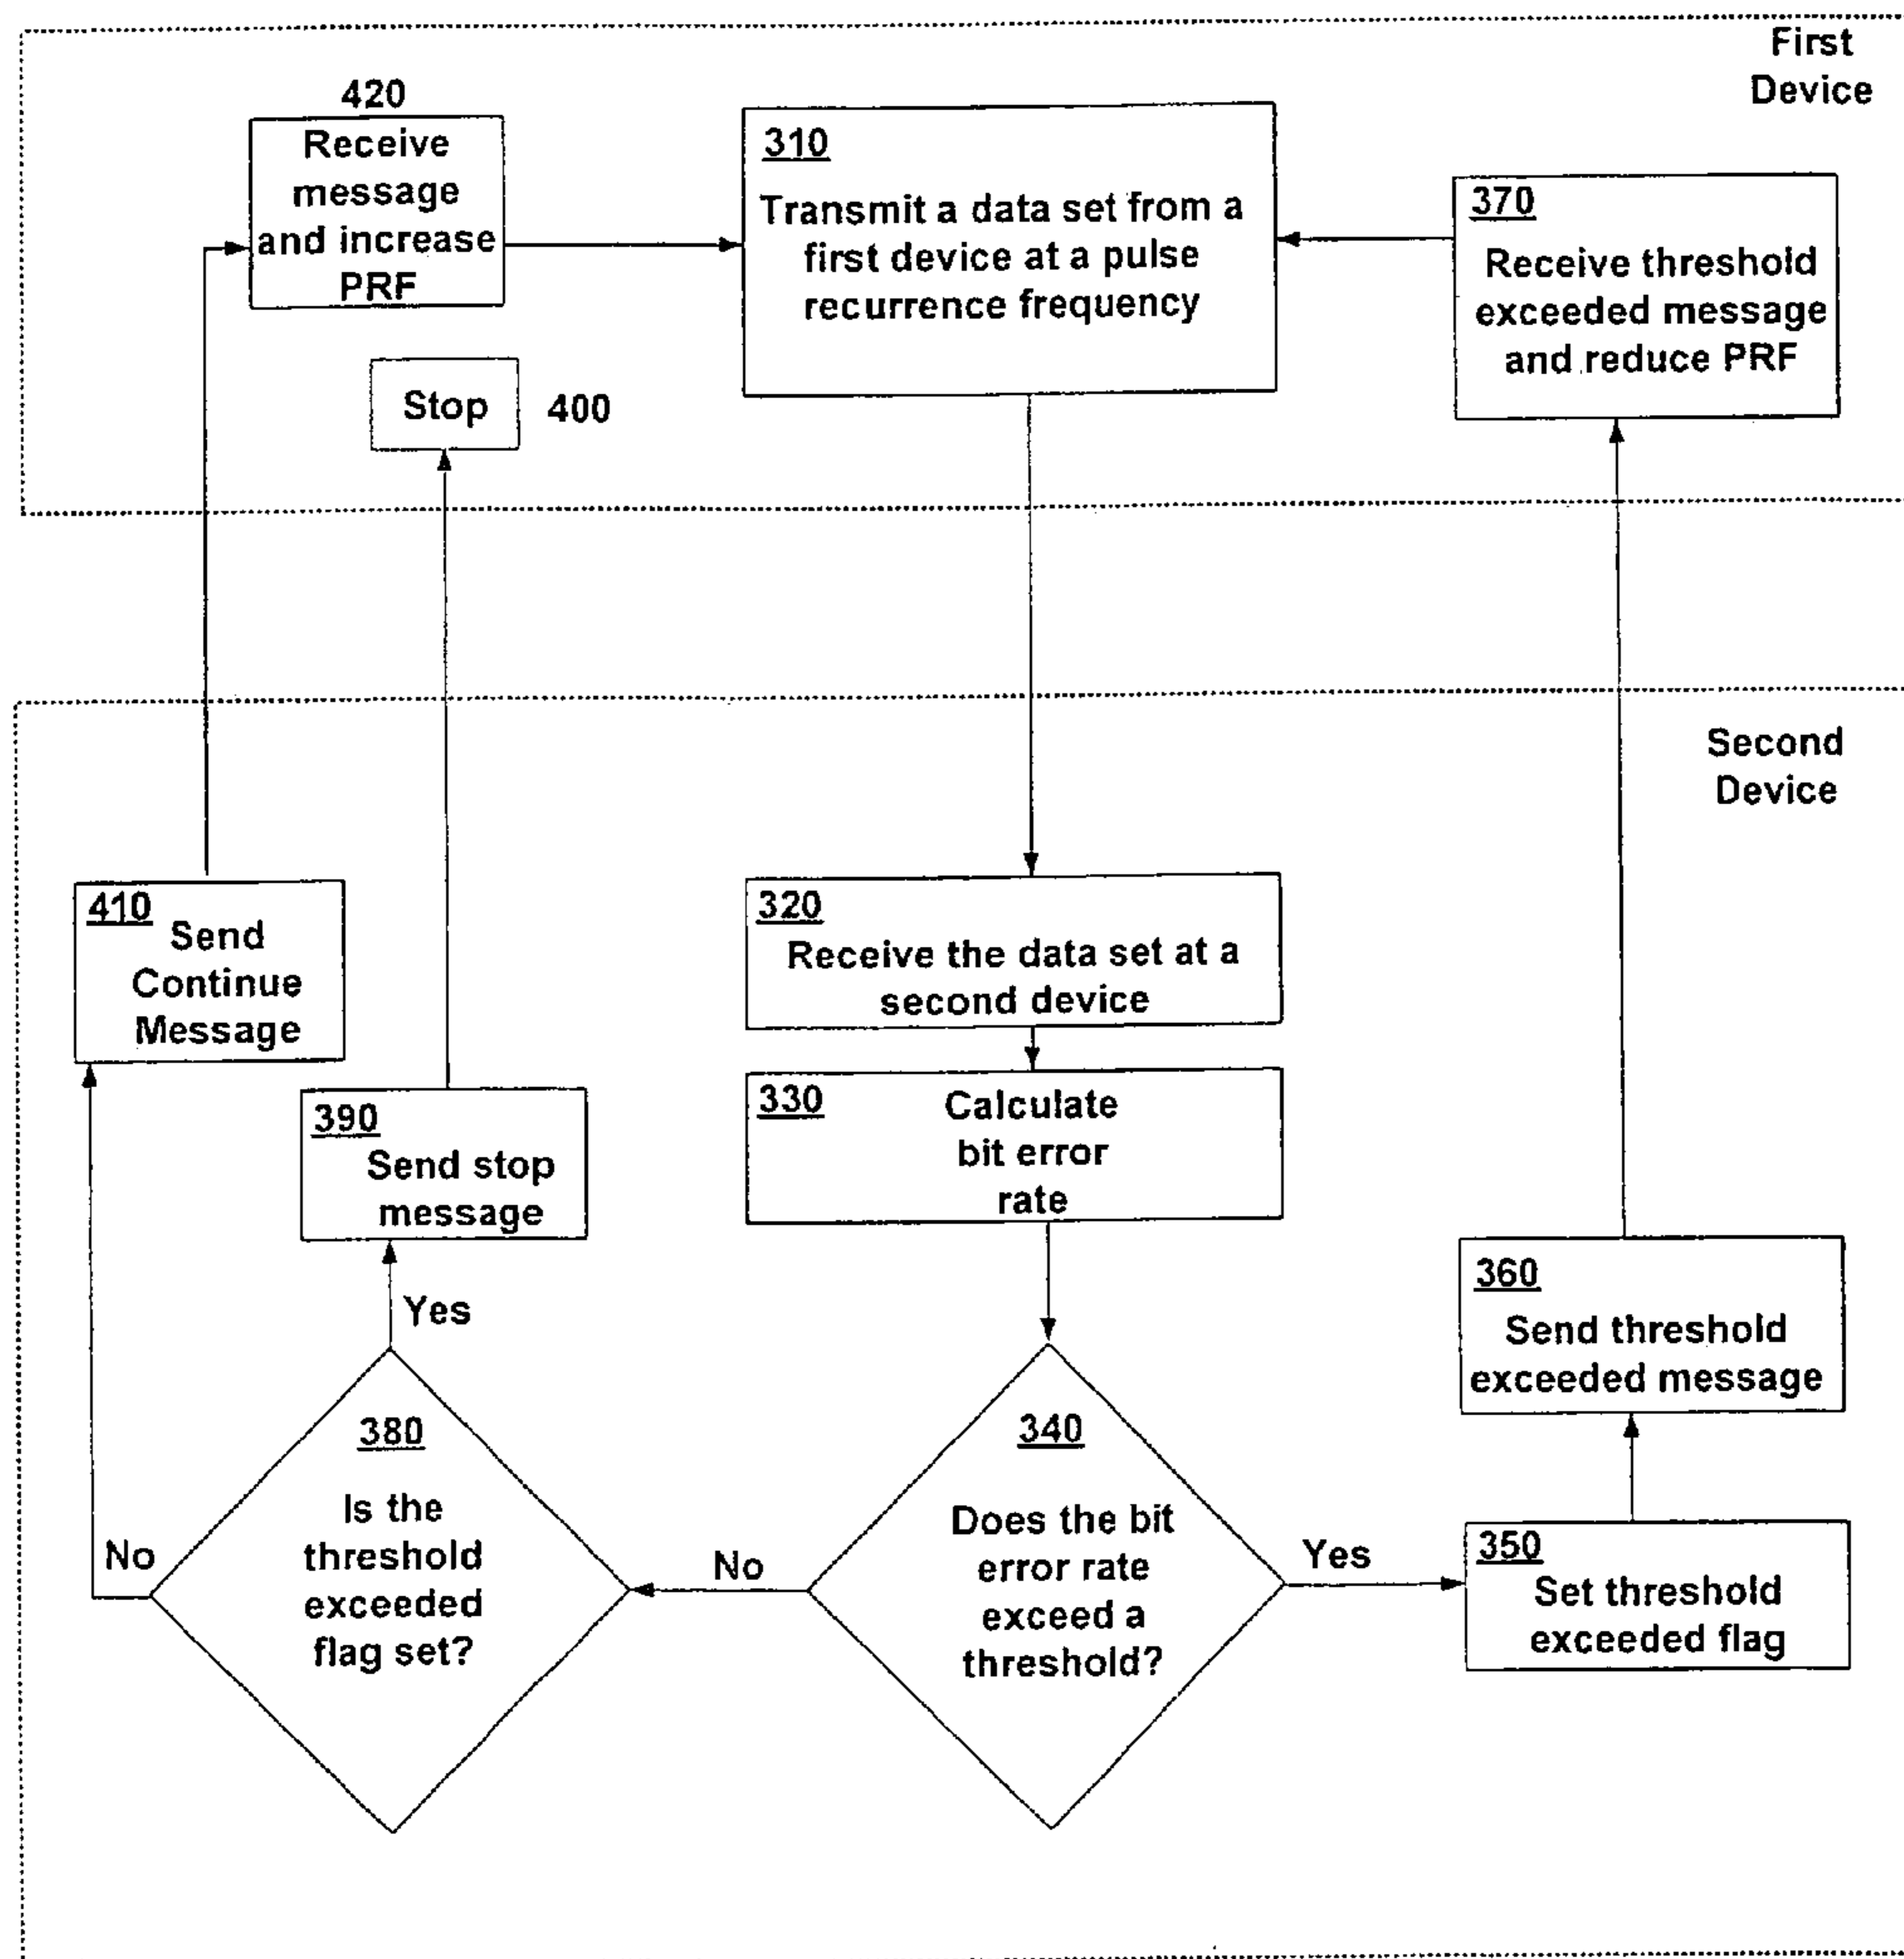 First
Device
420
Receive
message
and increase
PRF
310
Transmit a data set from a
first device at a pulse
recurrence frequency
370
Receive threshold
exceeded message
and reduce PRF
Stop
400
Second
Device
410
Send
Continue
Message
320
Receive the data set at a
second device
330
Calculate
bit error
rate
390
Send stop
message
360
Send threshold
exceeded message
Yes
380
Is the
threshold
exceeded
flag set?
No
340
Does the bit
error rate
exceed a
threshold?
No
Yes
350
Set threshold
exceeded flag